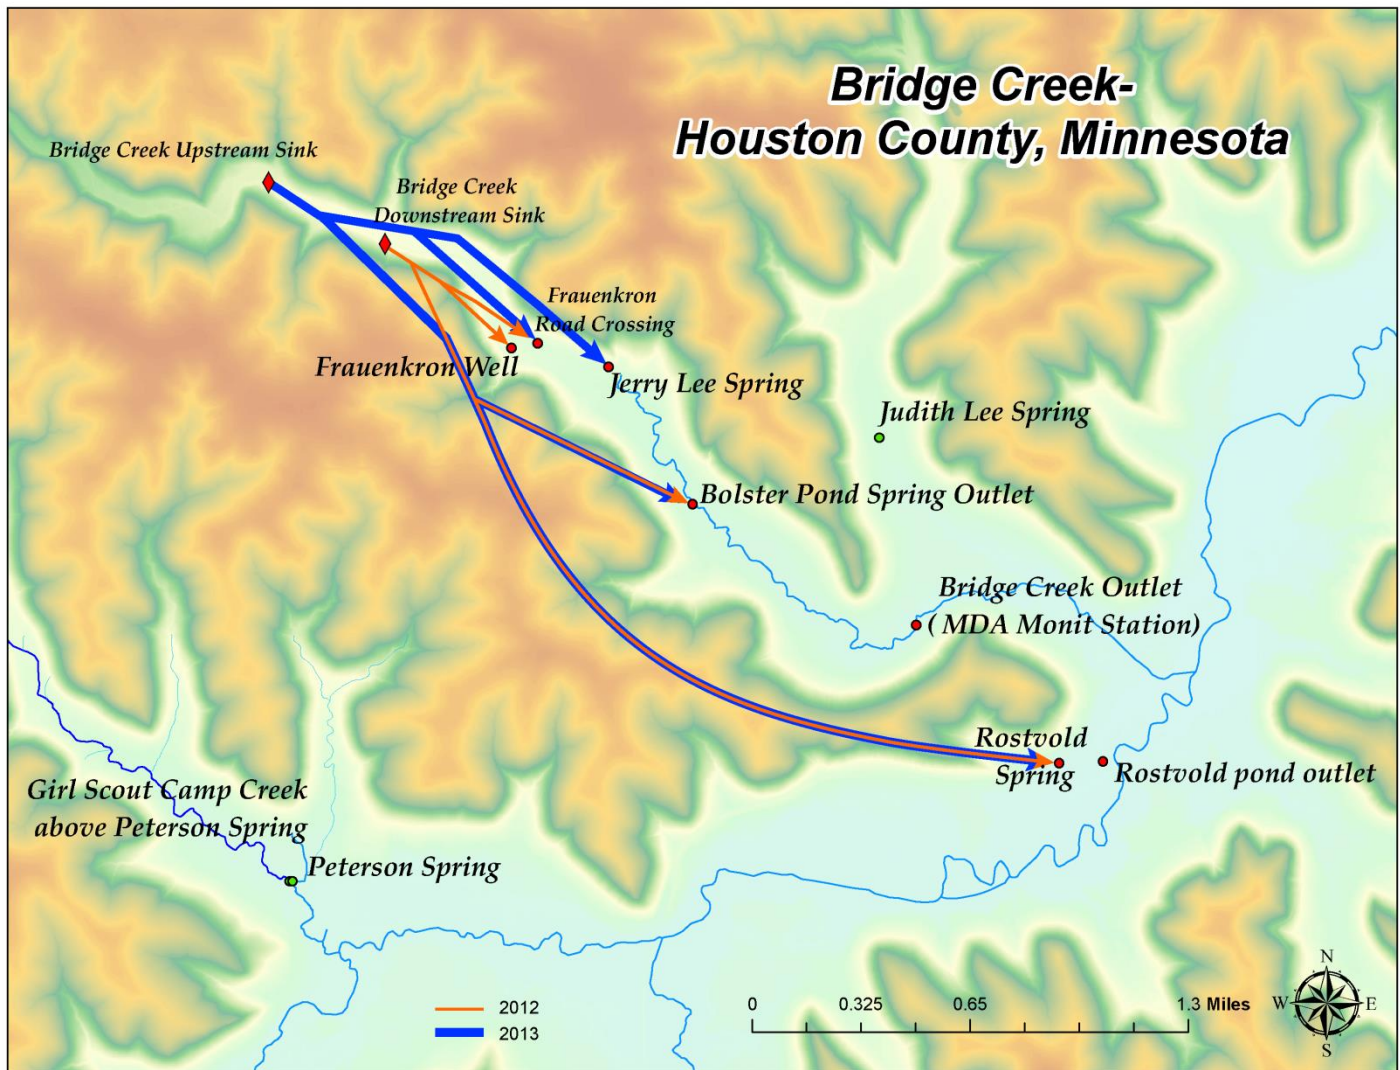 Bridge Creek-
Houston County, Minnesota
Bridge Creek Upstream Sink
Bridge Creek
Downstream Sink
Frauenkron
Road Crossing
Frauenkron Well
Jerry Lee Spring
Judith Lee Spring
Bolster Pond Spring Outlet
Bridge Creek Outlet
( MDA Monit Station)
Rostvold
Spring
Rostvold pond outlet
Girl Scout Camp Creek
above Peterson Spring
Peterson Spring
2012
2013
0 0.325 0.65 1.3 Miles
N
W E
S